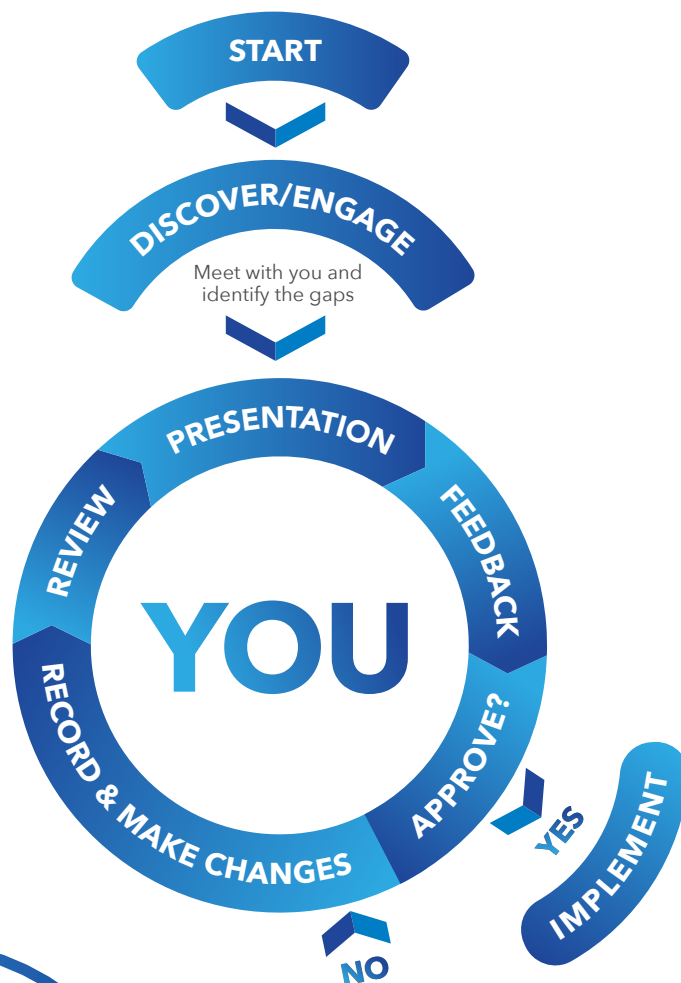 START
DISCOVER/ENGAGE
Meet with you and
identify the gaps
PRESENTATION
FEEDBACK
APPROVE?
YES
IMPLEMENT
NO
RECORD & MAKE CHANGES
REVIEW
YOU